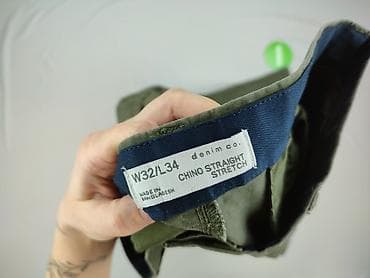 denim co.
W32/L34
CHINO STRAIGHT
STRETCH
MADE IN
BANGLADESH